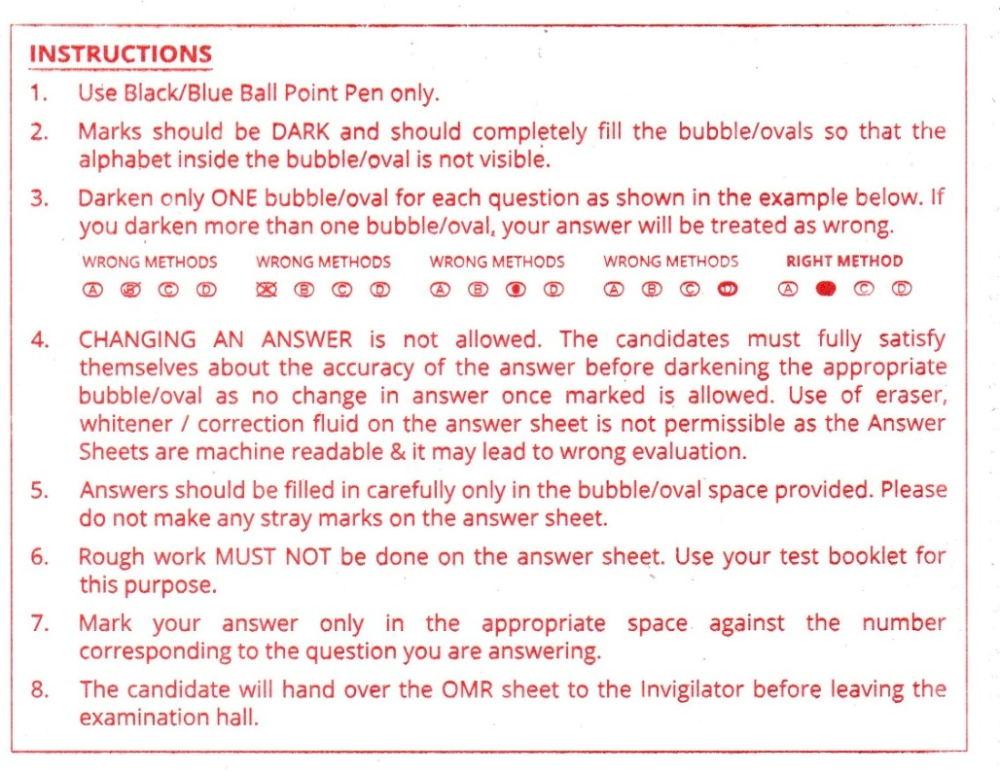 INSTRUCTIONS
1. Use Black/Blue Ball Point Pen only.
2. Marks should be DARK and should completely fill the bubble/ovals so that the
alphabet inside the bubble/oval is not visible.
3. Darken only ONE bubble/oval for each question as shown in the example below. If
you darken more than one bubble/oval, your answer will be treated as wrong.
WRONG METHODS WRONG METHODS WRONG METHODS WRONG METHODS RIGHT METHOD
A B C D A B C D A B D A B C D A C D
4. CHANGING AN ANSWER is not allowed. The candidates must fully satisfy
themselves about the accuracy of the answer before darkening the appropriate
bubble/oval as no change in answer once marked is allowed. Use of eraser,
whitener / correction fluid on the answer sheet is not permissible as the Answer
Sheets are machine readable & it may lead to wrong evaluation.
5. Answers should be filled in carefully only in the bubble/oval space provided. Please
do not make any stray marks on the answer sheet.
6. Rough work MUST NOT be done on the answer sheet. Use your test booklet for
this purpose.
7. Mark your answer only in the appropriate space against the number
corresponding to the question you are answering.
8. The candidate will hand over the OMR sheet to the Invigilator before leaving the
examination hall.